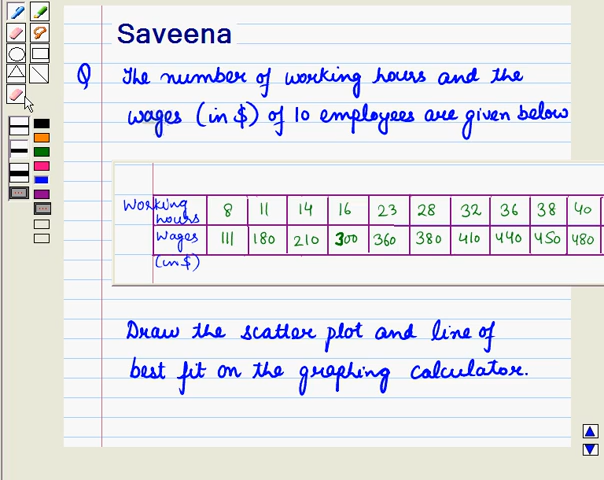 Saveena
Q The number of working hours and the
wages (in $) of 10 employees are given below
Working hours 8 11 14 16 23 28 32 36 38 40
Wages (in $) 111 180 210 300 360 380 410 440 450 480
Draw the scatter plot and line of
best fit on the graphing calculator.